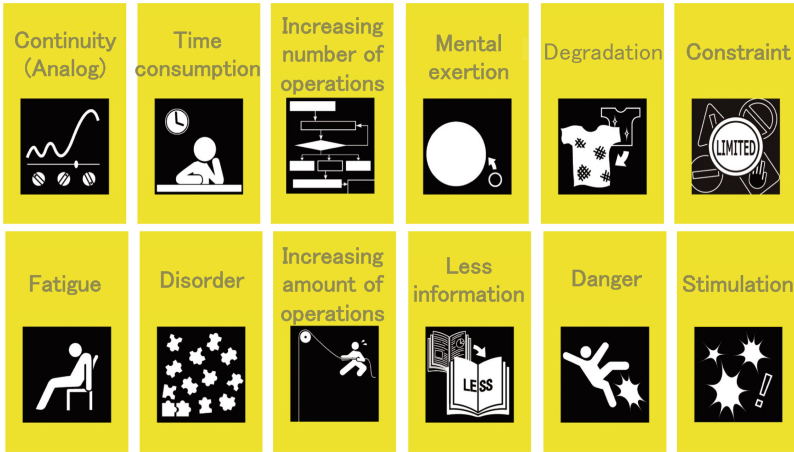 Continuity
(Analog)
Time
consumption
Increasing
number of
operations
Mental
exertion
Degradation
Constraint
LIMITED
Fatigue
Disorder
Increasing
amount of
operations
Less
information
LESS
Danger
Stimulation